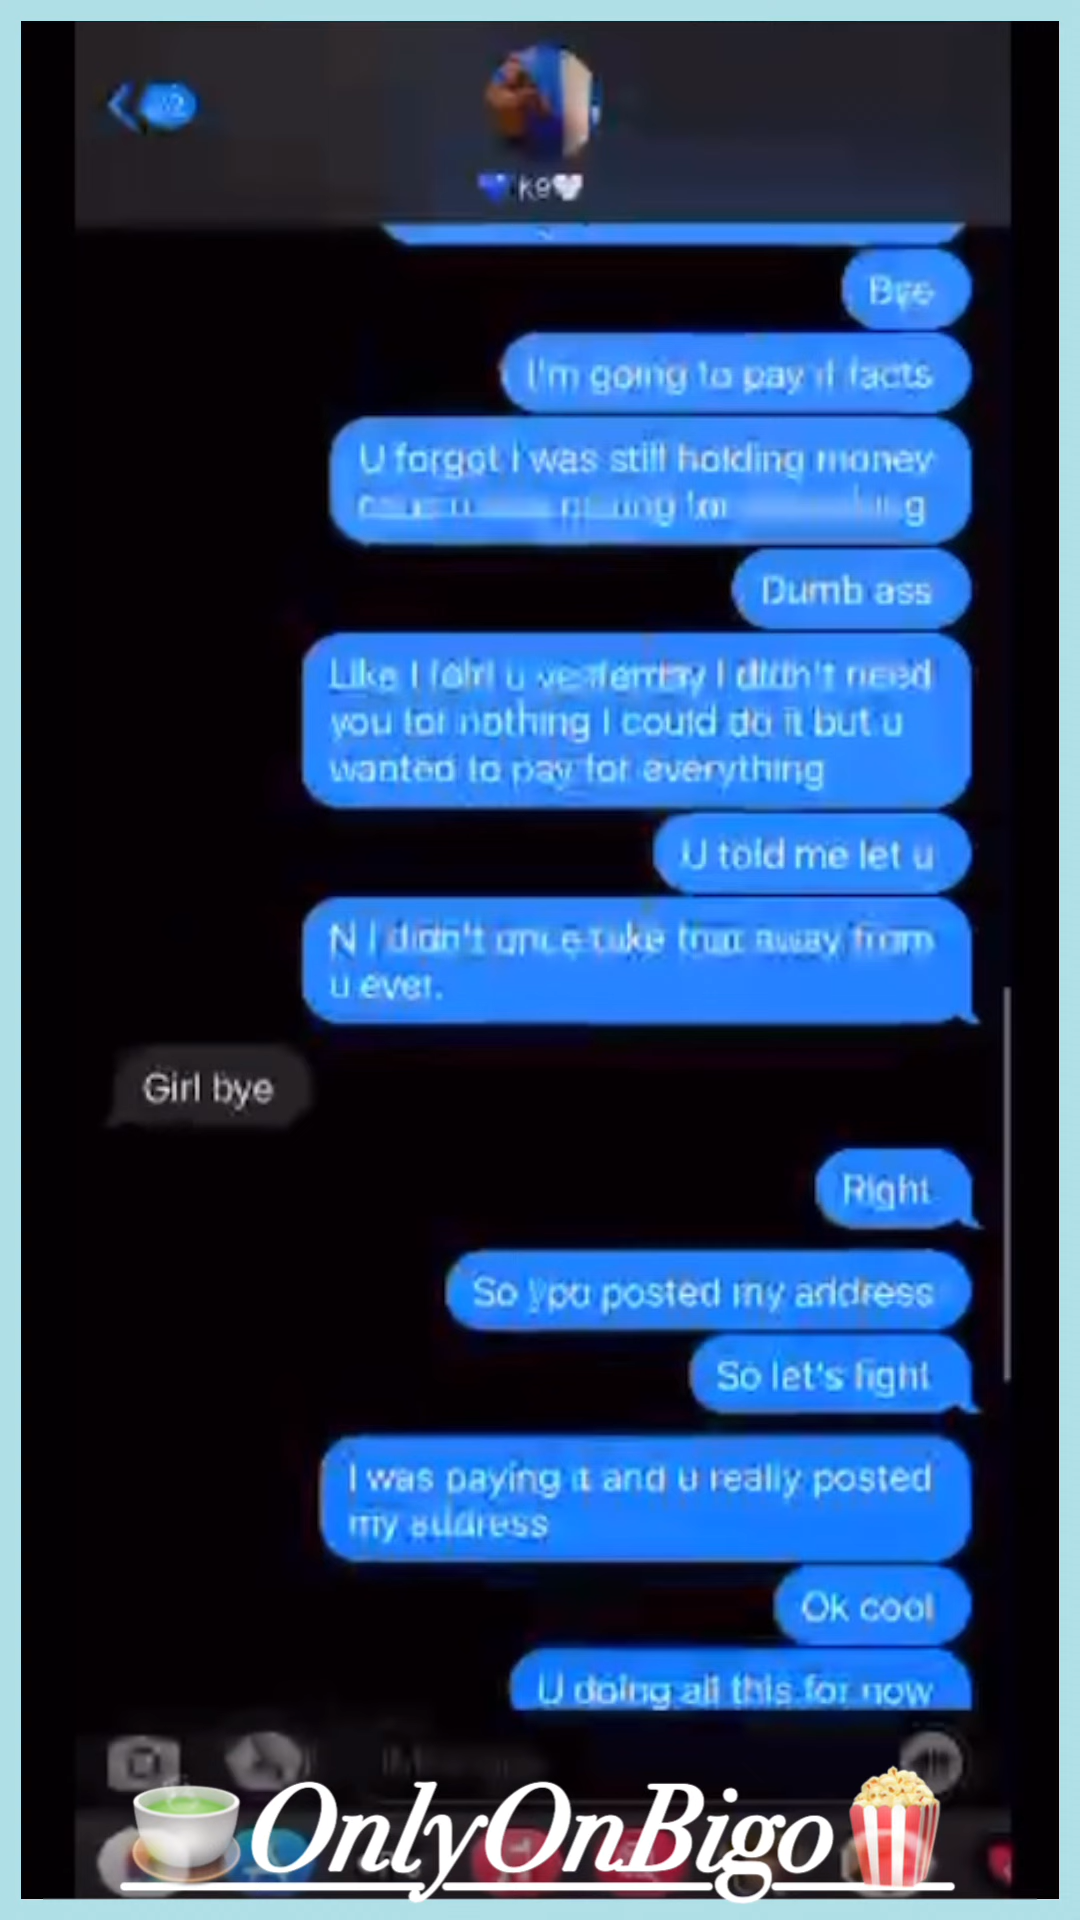 K9
Bye
I'm going to pay it facts
U forgot I was still holding money
for
Dumb ass
Like I told u yesterday I didn't need
you for nothing I could do it but u
wanted to pay for everything
U told me let u
N I didn't once take that away from
u ever.
Girl bye
Right
So you posted my address
So let's fight
I was paying it and u really posted
my address
Ok cool
U doing all this for now
OnlyOnBigo